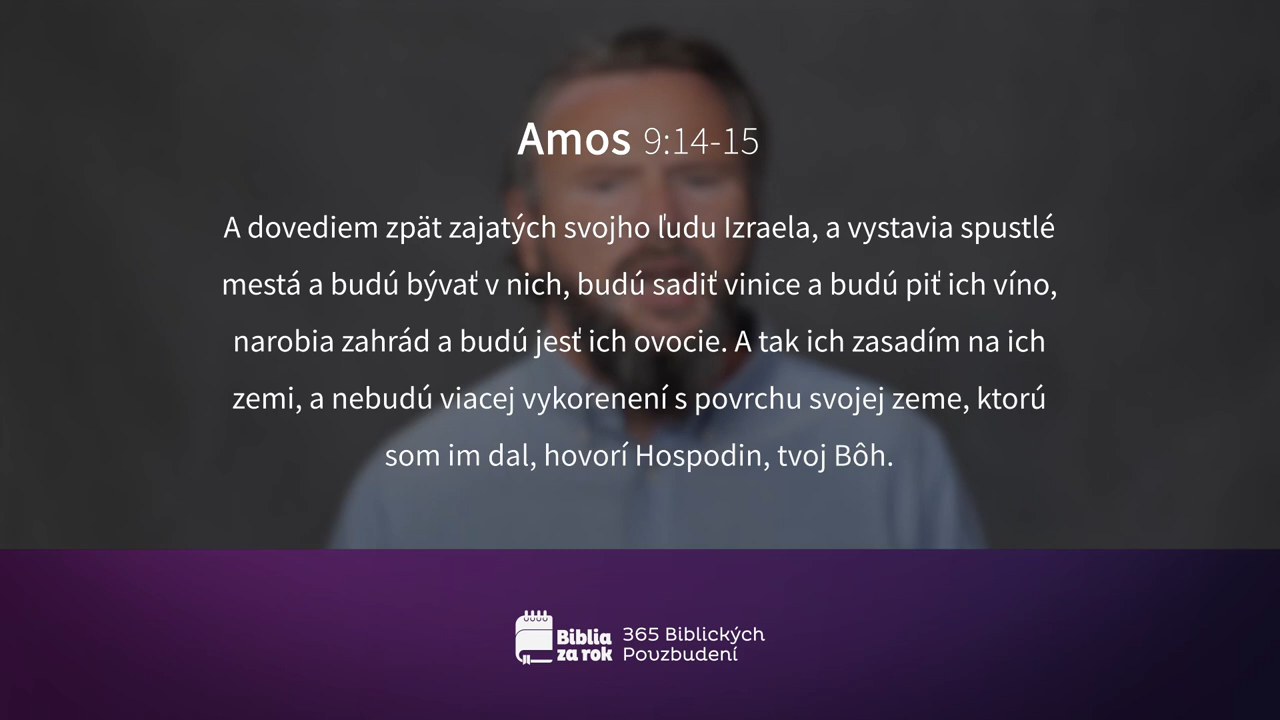 Amos 9:14-15
A dovediem zpät zajatých svojho ľudu Izraela, a vystavia spustlé
mestá a budú bývať v nich, budú sadiť vinice a budú piť ich víno,
narobia zahrád a budú jesť ich ovocie. A tak ich zasadím na ich
zemi, a nebudú viacej vykorenení s povrchu svojej zeme, ktorú
som im dal, hovorí Hospodin, tvoj Bôh.
Biblia
za rok
365 Biblických
Povzbudení